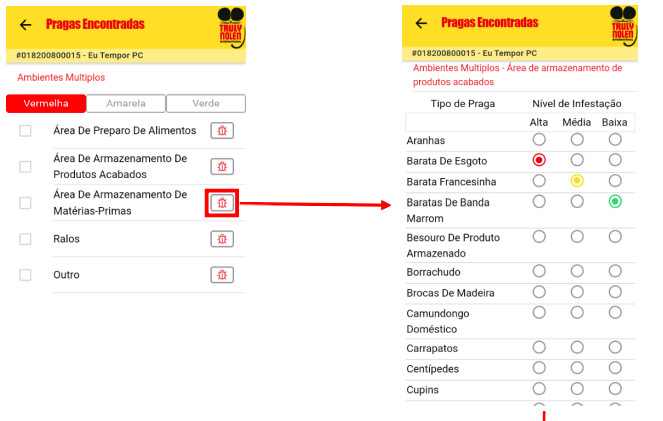 Pragas Encontradas
TRULY
NOLEN
#018200800015 - Eu Tempor PC
Ambientes Multiplos
Vermelha Amarela Verde
Área De Preparo De Alimentos
Área De Armazenamento De
Produtos Acabados
Área De Armazenamento De
Matérias-Primas
Ralos
Outro
Pragas Encontradas
TRULY
NOLEN
#018200800015 - Eu Tempor PC
Ambientes Multiplos - Área de armazenamento de
produtos acabados
Tipo de Praga Nível de Infestação
Alta Média Baixa
Aranhas
Barata De Esgoto
Barata Francesinha
Baratas De Banda
Marrom
Besouro De Produto
Armazenado
Borrachudo
Brocas De Madeira
Camundongo
Doméstico
Carrapatos
Centípedes
Cupins